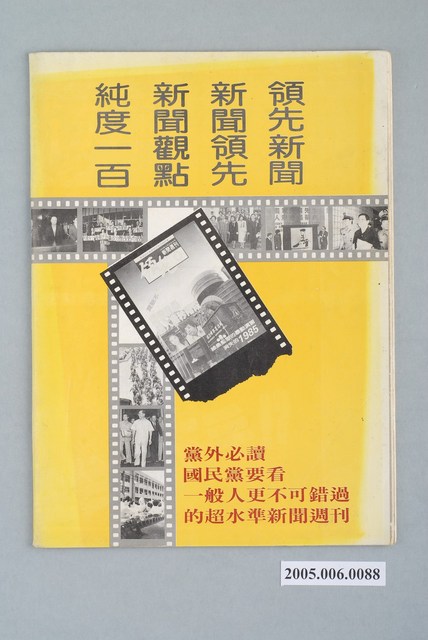 領先新聞
新聞領先
新聞觀點
純度一百
1985
黨外必讀
國民黨要看
一般人更不可錯過
的超水準新聞週刊
2005.006.0088